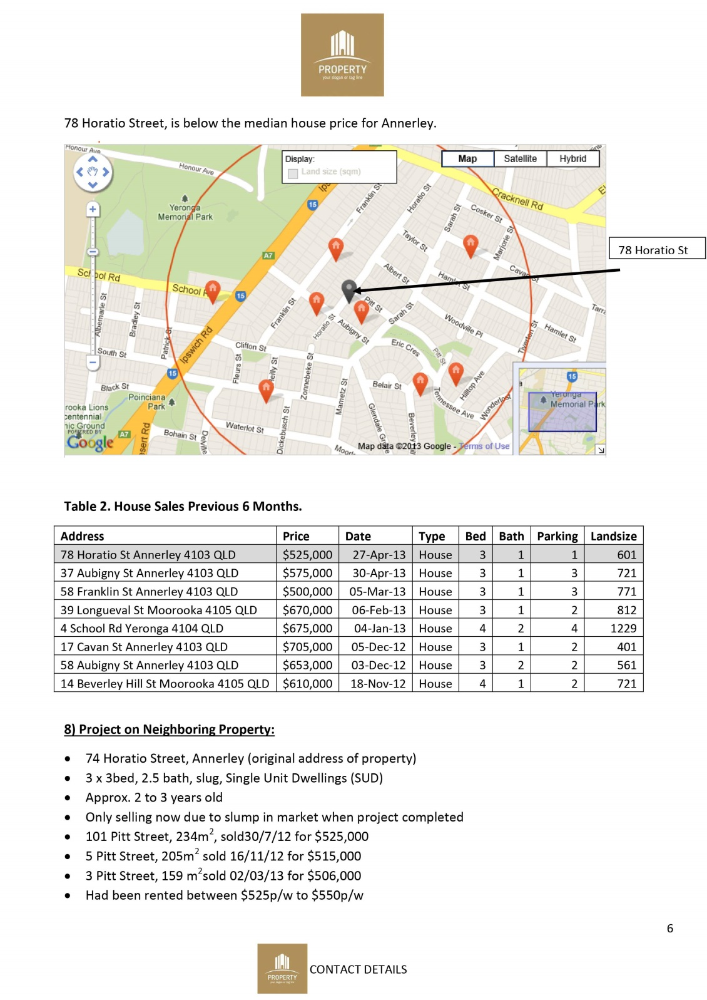 PROPERTY
your slogan or tag line
78 Horatio Street, is below the median house price for Annerley.
Honour Ave
Honour Ave
Display:
Land size (sqm)
Map Satellite Hybrid
15
Franklin St
Horatio St
Cracknell Rd
Yeronga
Memorial Park
Sarah St
Cosker St
Taylor St
Marjorie St
78 Horatio St
A7
School Rd
School R
15
Albert St
Hamlet St
Cavan St
Albemarle St
Bradley St
Franklin St
Horatio St
Pitt St
Aubigny St
Sarah St
Woodville Pl
Tarra
Hamlet St
Tiverton St
Patrick St
Ipswich Rd
South St
Clifton St
Eric Cres
Pitt St
15
Fleurs St
eilly St
Zonnebeke St
Mametz St
Belair St
Hilltop Ave
Tennessee Ave
Wonderlost
Black St
Poinciana
Park
rooka Lions
centennial
nic Ground
POWERED BY
Google
A7
esert Rd
Bohain St
Delville
Waterlot St
Dickebusch St
Glendale Gro
Beverley
Moorl
15
Yeronga
Memorial Park
Map data ©2013 Google - Terms of Use
Table 2. House Sales Previous 6 Months.
Address Price Date Type Bed Bath Parking Landsize
78 Horatio St Annerley 4103 QLD $525,000 27-Apr-13 House 3 1 1 601
37 Aubigny St Annerley 4103 QLD $575,000 30-Apr-13 House 3 1 3 721
58 Franklin St Annerley 4103 QLD $500,000 05-Mar-13 House 3 1 3 771
39 Longueval St Moorooka 4105 QLD $670,000 06-Feb-13 House 3 1 2 812
4 School Rd Yeronga 4104 QLD $675,000 04-Jan-13 House 4 2 4 1229
17 Cavan St Annerley 4103 QLD $705,000 05-Dec-12 House 3 1 2 401
58 Aubigny St Annerley 4103 QLD $653,000 03-Dec-12 House 3 2 2 561
14 Beverley Hill St Moorooka 4105 QLD $610,000 18-Nov-12 House 4 1 2 721
8) Project on Neighboring Property:
• 74 Horatio Street, Annerley (original address of property)
• 3 x 3bed, 2.5 bath, slug, Single Unit Dwellings (SUD)
• Approx. 2 to 3 years old
• Only selling now due to slump in market when project completed
• 101 Pitt Street, 234m², sold30/7/12 for $525,000
• 5 Pitt Street, 205m² sold 16/11/12 for $515,000
• 3 Pitt Street, 159 m²sold 02/03/13 for $506,000
• Had been rented between $525p/w to $550p/w
6
PROPERTY
CONTACT DETAILS